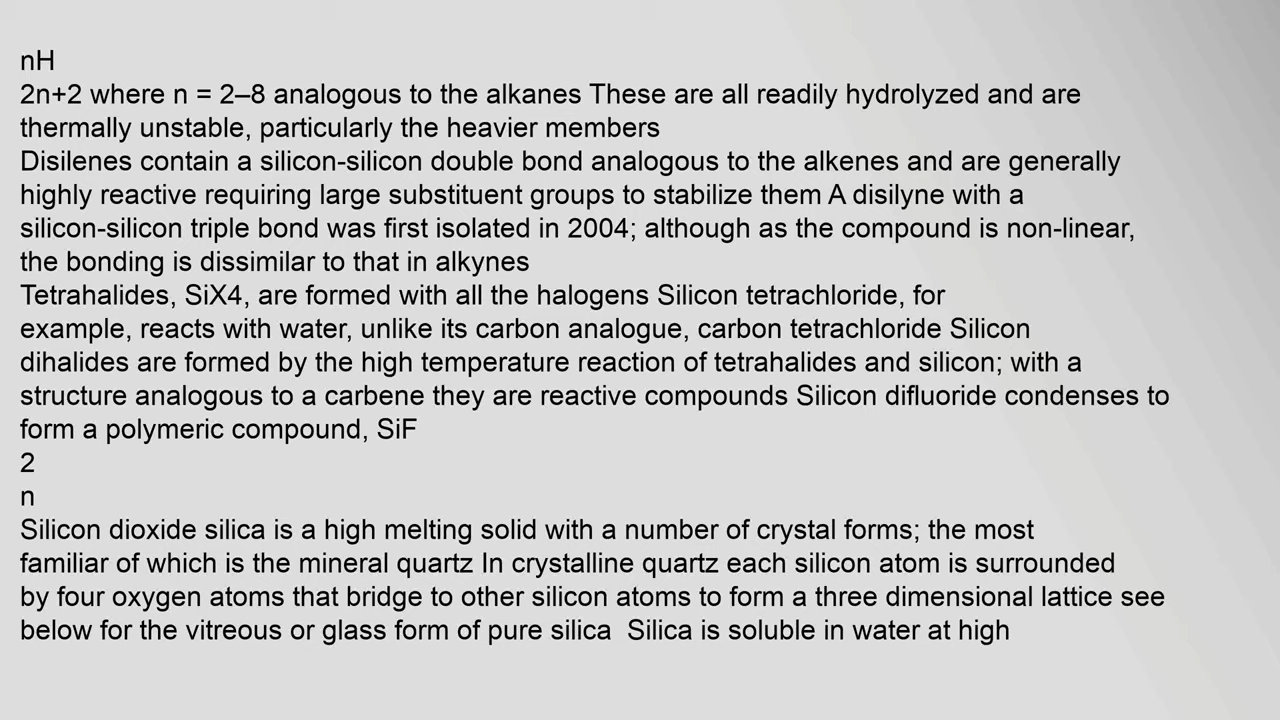 nH
2n+2 where n = 2–8 analogous to the alkanes These are all readily hydrolyzed and are
thermally unstable, particularly the heavier members
Disilenes contain a silicon-silicon double bond analogous to the alkenes and are generally
highly reactive requiring large substituent groups to stabilize them A disilyne with a
silicon-silicon triple bond was first isolated in 2004; although as the compound is non-linear,
the bonding is dissimilar to that in alkynes
Tetrahalides, SiX4, are formed with all the halogens Silicon tetrachloride, for
example, reacts with water, unlike its carbon analogue, carbon tetrachloride Silicon
dihalides are formed by the high temperature reaction of tetrahalides and silicon; with a
structure analogous to a carbene they are reactive compounds Silicon difluoride condenses to
form a polymeric compound, SiF
2
n
Silicon dioxide silica is a high melting solid with a number of crystal forms; the most
familiar of which is the mineral quartz In crystalline quartz each silicon atom is surrounded
by four oxygen atoms that bridge to other silicon atoms to form a three dimensional lattice see
below for the vitreous or glass form of pure silica  Silica is soluble in water at high